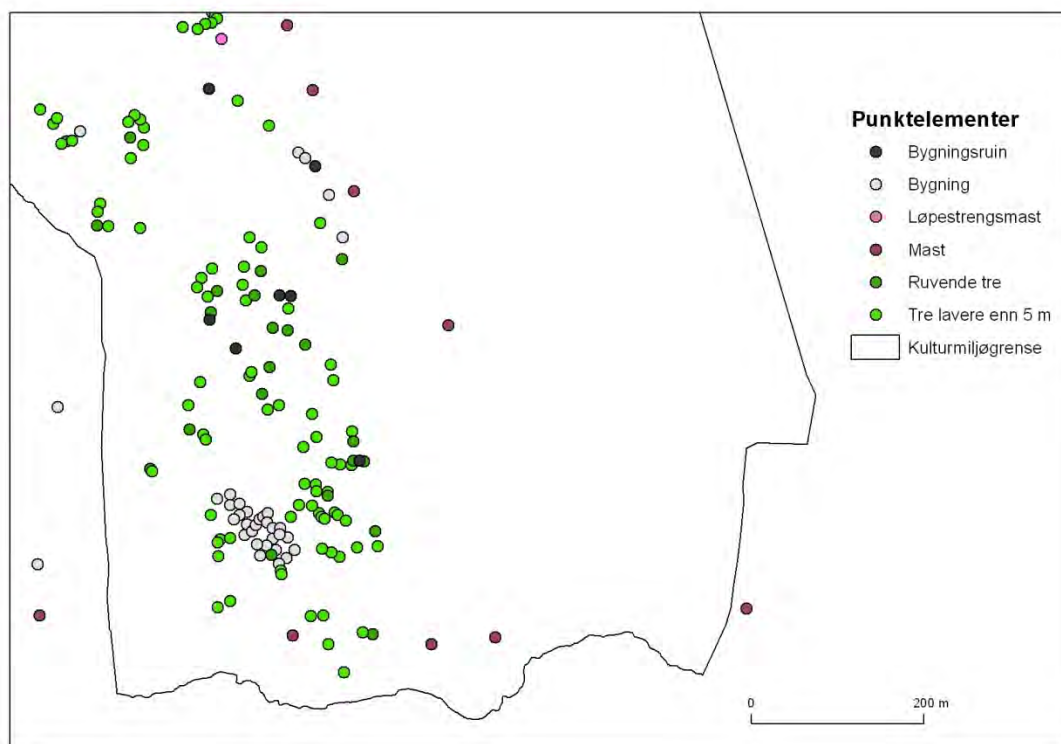 Punktelementer
Bygningsruin
Bygning
Løpestrengsmast
Mast
Ruvende tre
Tre lavere enn 5 m
Kulturmiljøgrense
0 200 m